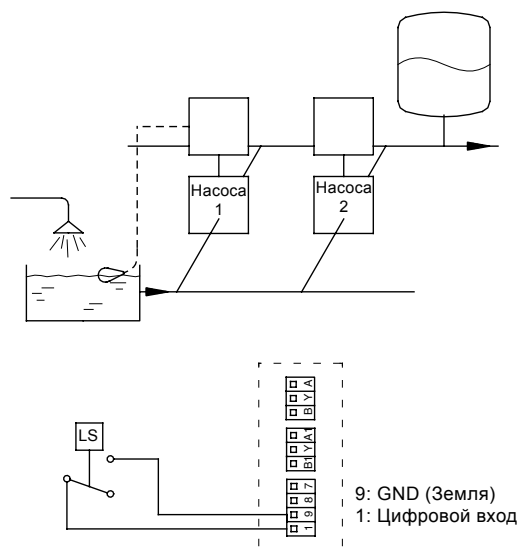 Насоса
1
Насоса
2
LS
A
Y
B
A1
Y
B1
7
8
9
1
9: GND (Земля)
1: Цифровой вход